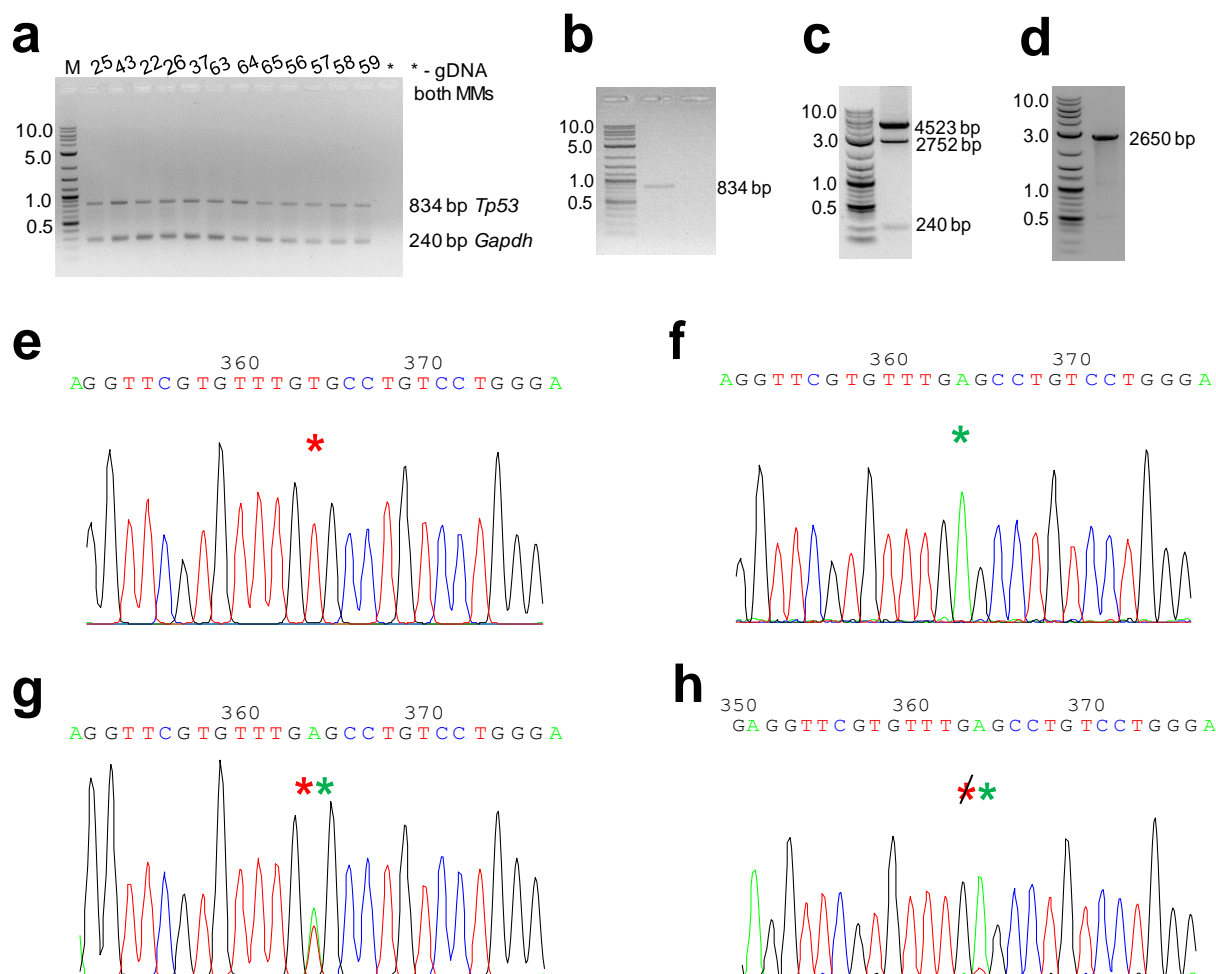 a
M 25 43 22 26 37 63 64 65 56 57 58 59 * * - gDNA
both MMs
10.0
5.0
1.0
0.5
834 bp Tp53
240 bp Gapdh
b
10.0
5.0
1.0
0.5
834 bp
c
10.0
3.0
1.0
0.5
4523 bp
2752 bp
240 bp
d
10.0
3.0
1.0
0.5
2650 bp
e
360 370
AGGTTCGTGTTTGTGCCTGTCCTGGGA
*
f
360 370
AGGTTCGTGTTTGAGCCTGTCCTGGGA
*
g
360 370
AGGTTCGTGTTTGAGCCTGTCCTGGGA
**
h
350 360 370
GAGGTTCGTGTTTGAGCCTGTCCTGGGA
**